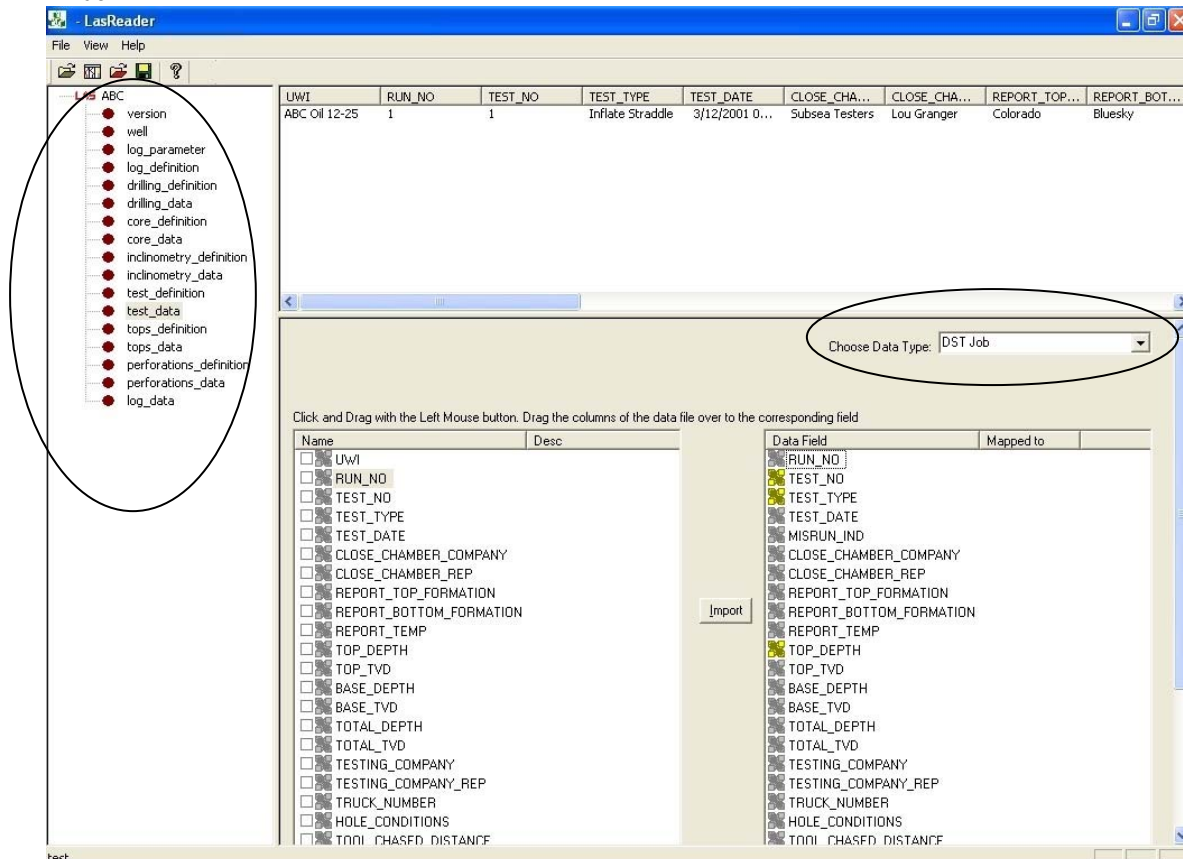 - LasReader
File View Help
LAS ABC
version
well
log_parameter
log_definition
drilling_definition
drilling_data
core_definition
core_data
inclinometry_definition
inclinometry_data
test_definition
test_data
tops_definition
tops_data
perforations_definition
perforations_data
log_data
UWI RUN_NO TEST_NO TEST_TYPE TEST_DATE CLOSE_CHA... CLOSE_CHA... REPORT_TOP... REPORT_BOT...
ABC Oil 12-25 1 1 Inflate Straddle 3/12/2001 0... Subsea Testers Lou Granger Colorado Bluesky
Choose Data Type: DST Job
Click and Drag with the Left Mouse button. Drag the columns of the data file over to the corresponding field
Name Desc
UWI
RUN_NO
TEST_NO
TEST_TYPE
TEST_DATE
CLOSE_CHAMBER_COMPANY
CLOSE_CHAMBER_REP
REPORT_TOP_FORMATION
REPORT_BOTTOM_FORMATION
REPORT_TEMP
TOP_DEPTH
TOP_TVD
BASE_DEPTH
BASE_TVD
TOTAL_DEPTH
TOTAL_TVD
TESTING_COMPANY
TESTING_COMPANY_REP
TRUCK_NUMBER
HOLE_CONDITIONS
TOOL_CHASED_DISTANCE
Import
Data Field Mapped to
RUN_NO
TEST_NO
TEST_TYPE
TEST_DATE
MISRUN_IND
CLOSE_CHAMBER_COMPANY
CLOSE_CHAMBER_REP
REPORT_TOP_FORMATION
REPORT_BOTTOM_FORMATION
REPORT_TEMP
TOP_DEPTH
TOP_TVD
BASE_DEPTH
BASE_TVD
TOTAL_DEPTH
TOTAL_TVD
TESTING_COMPANY
TESTING_COMPANY_REP
TRUCK_NUMBER
HOLE_CONDITIONS
TOOL_CHASED_DISTANCE
test